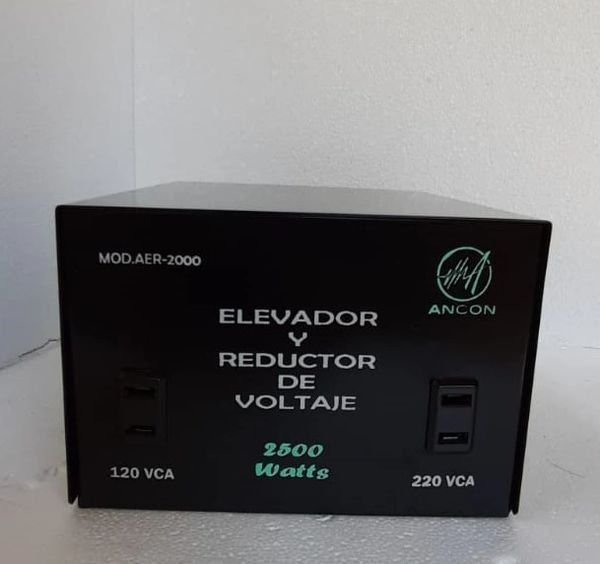 MOD.AER-2000
ANCON
ELEVADOR
Y
REDUCTOR
DE
VOLTAJE
2500
Watts
120 VCA
220 VCA